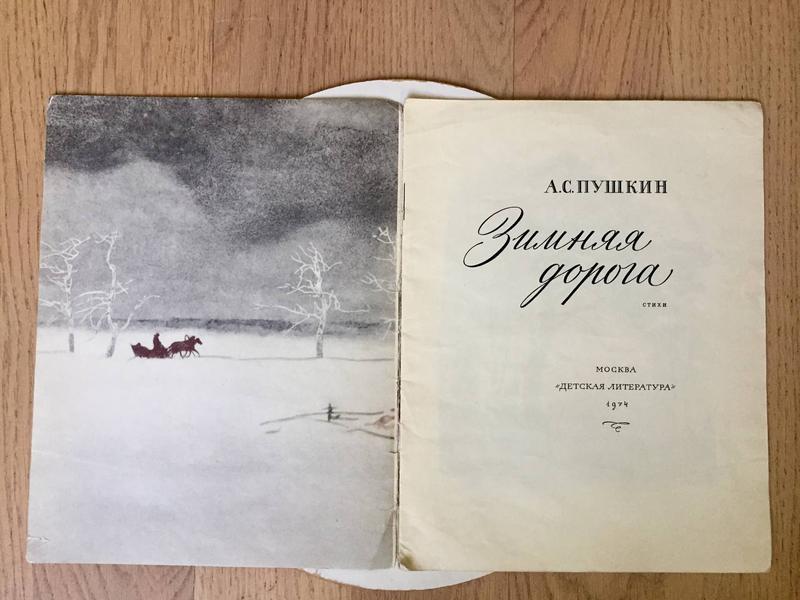 А.С.ПУШКИН
Зимняя
дорога
СТИХИ
МОСКВА
«ДЕТСКАЯ ЛИТЕРАТУРА»
1974